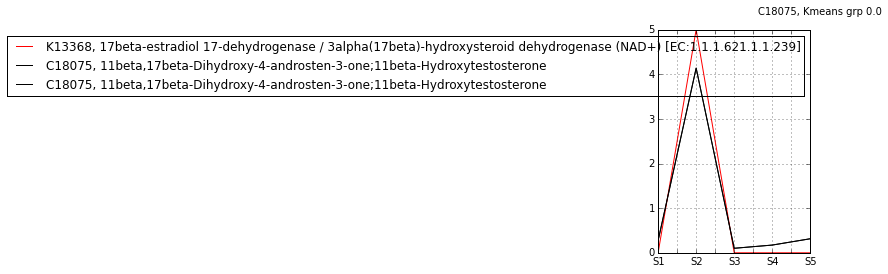 C18075, Kmeans grp 0.0
K13368, 17beta-estradiol 17-dehydrogenase / 3alpha(17beta)-hydroxysteroid dehydrogenase (NAD+) [EC:1.1.1.621.1.1.239]
C18075, 11beta,17beta-Dihydroxy-4-androsten-3-one;11beta-Hydroxytestosterone
C18075, 11beta,17beta-Dihydroxy-4-androsten-3-one;11beta-Hydroxytestosterone
5
4
3
2
1
0
S1 S2 S3 S4 S5